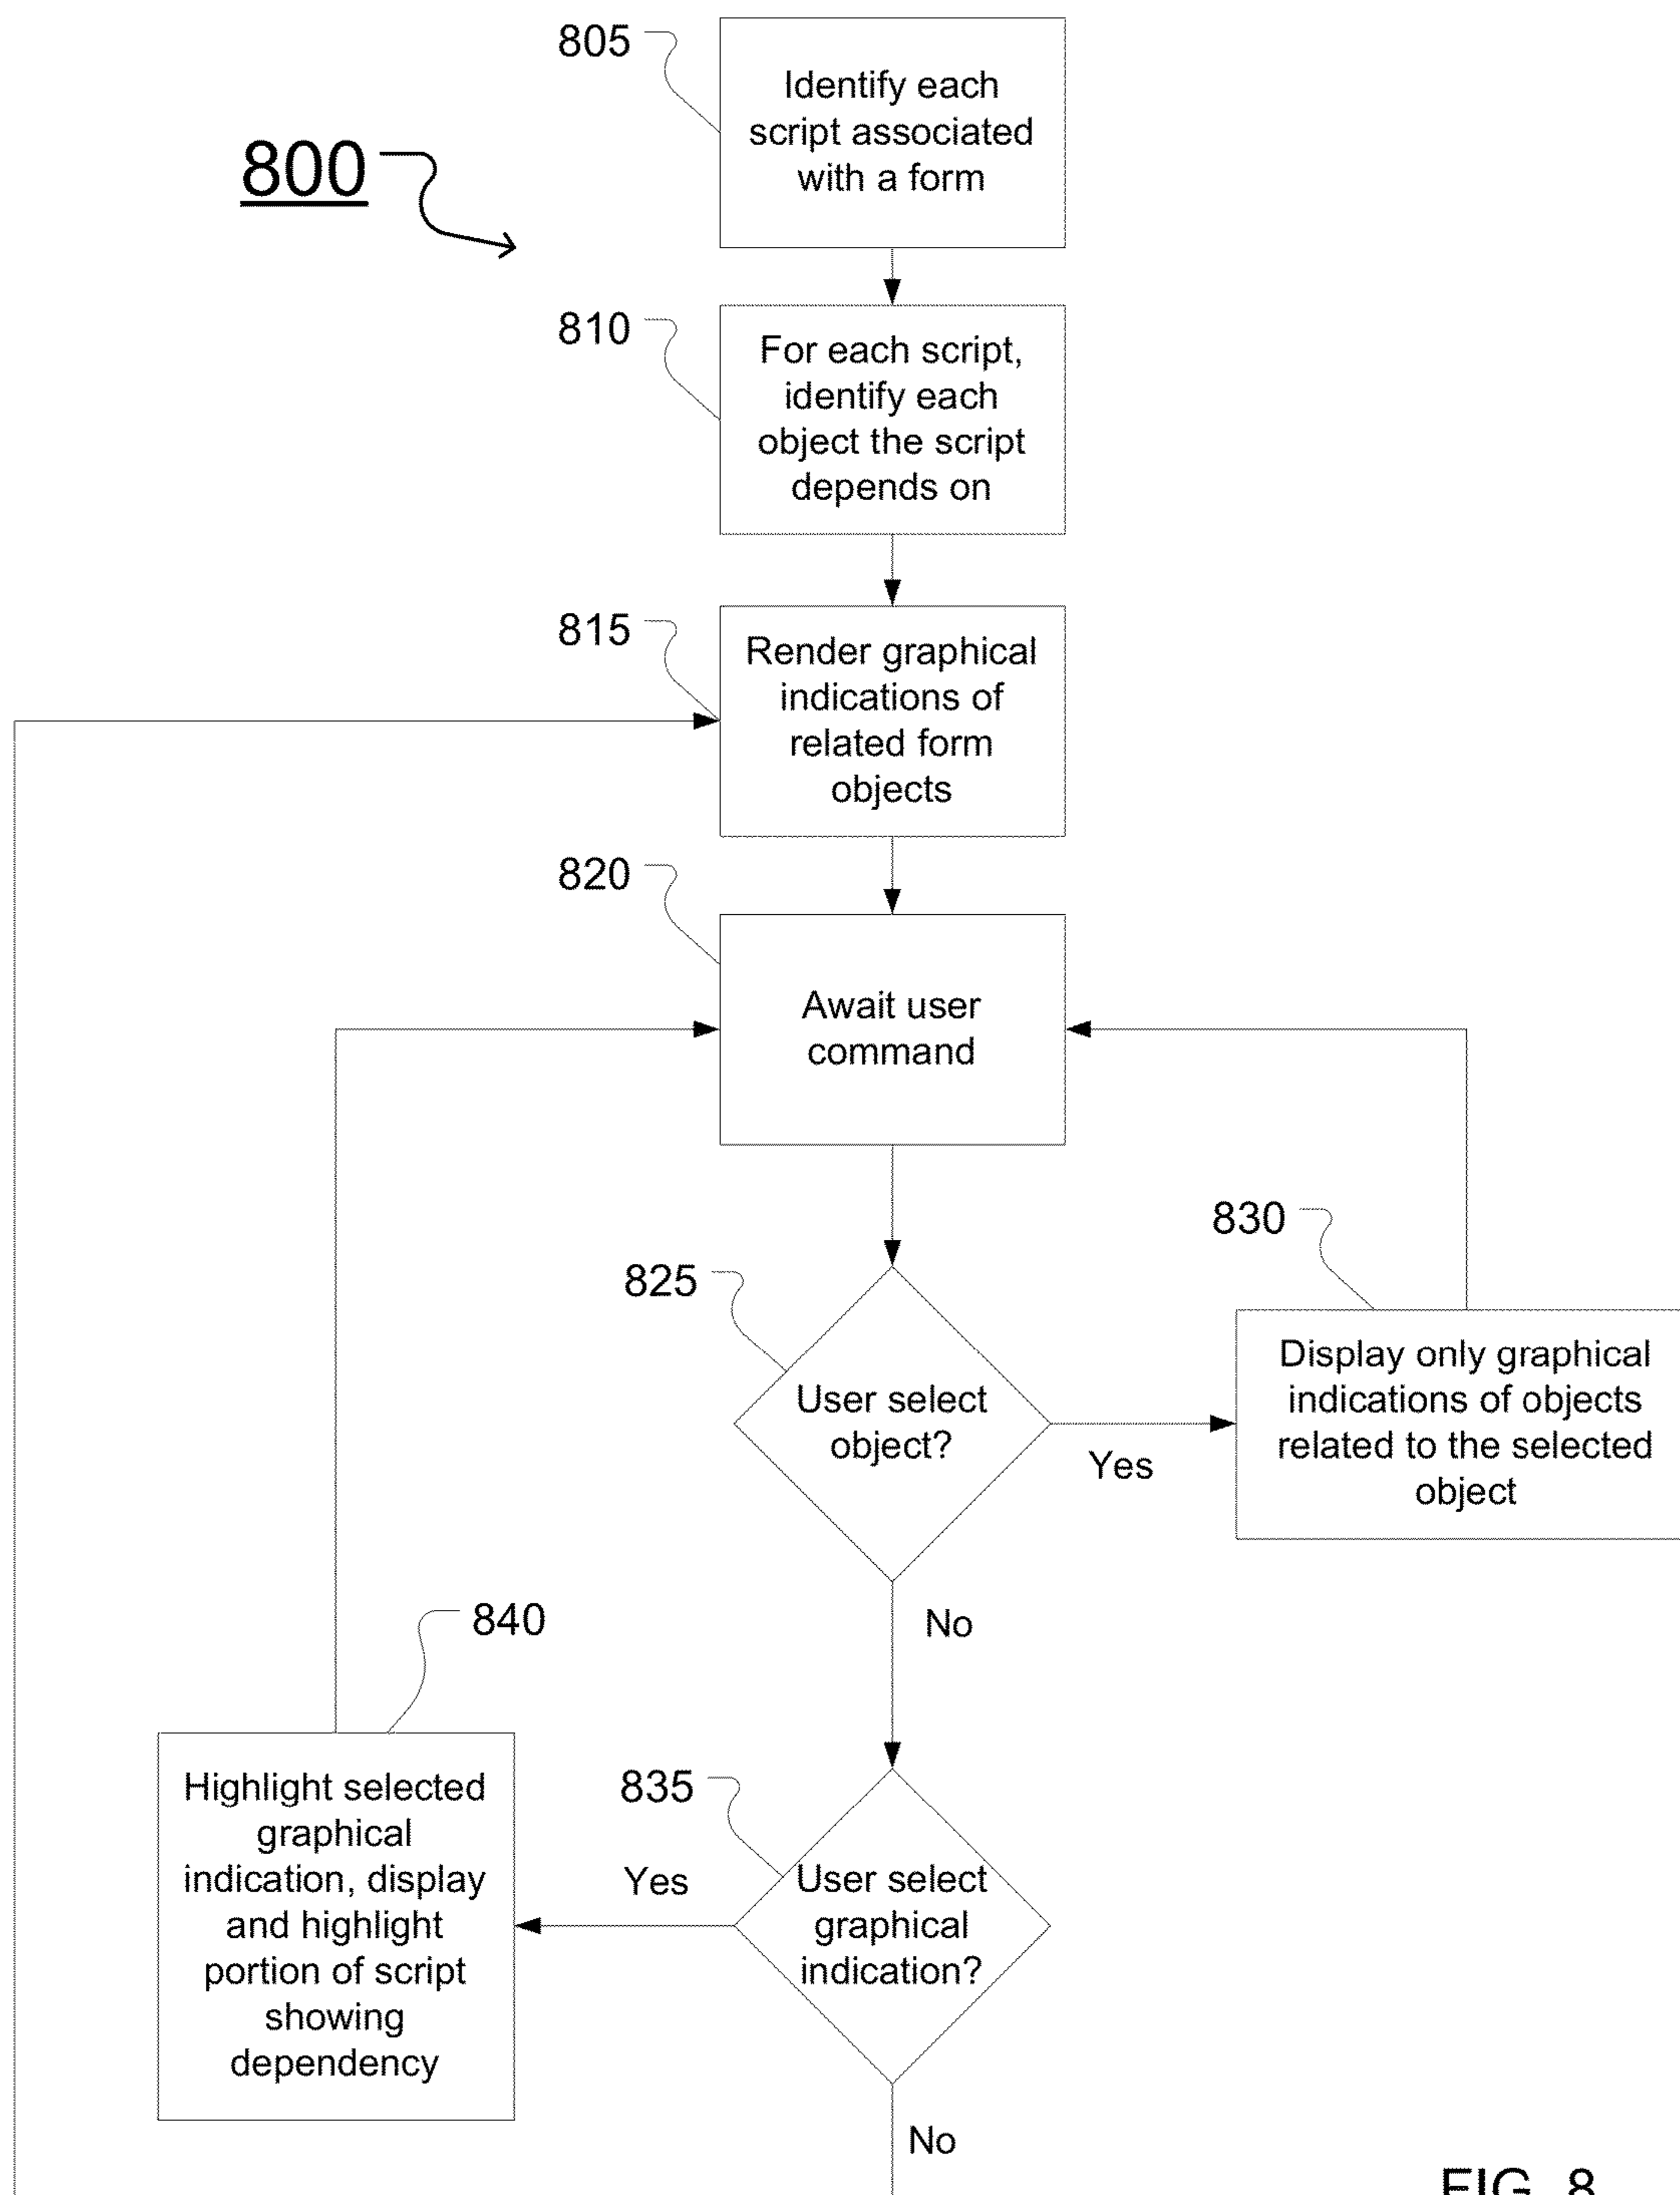 805
Identify each
script associated
with a form
800
810
For each script,
identify each
object the script
depends on
815
Render graphical
indications of
related form
objects
820
Await user
command
825
User select
object?
Yes
830
Display only graphical
indications of objects
related to the selected
object
No
835
User select
graphical
indication?
Yes
840
Highlight selected
graphical
indication, display
and highlight
portion of script
showing
dependency
No
FIG. 8